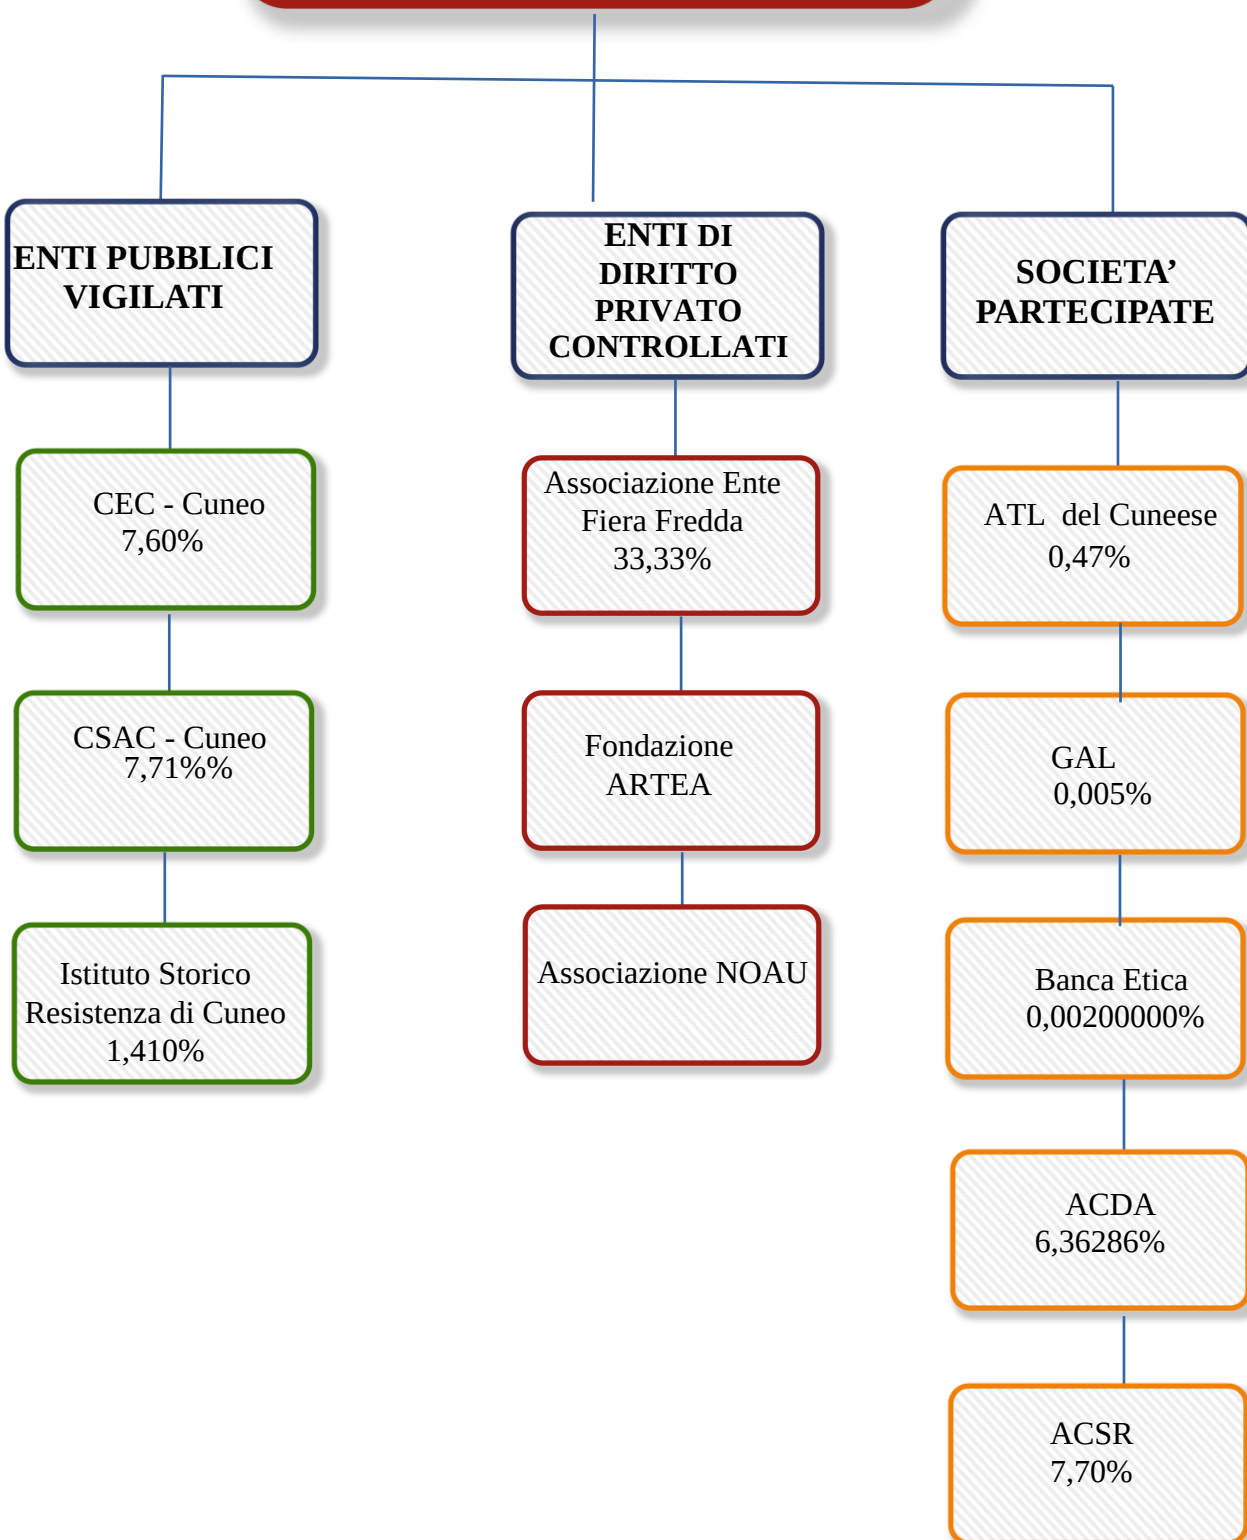 ENTI PUBBLICI
VIGILATI
CEC - Cuneo
7,60%
CSAC - Cuneo
7,71%%
Istituto Storico
Resistenza di Cuneo
1,410%
ENTI DI
DIRITTO
PRIVATO
CONTROLLATI
Associazione Ente
Fiera Fredda
33,33%
Fondazione
ARTEA
Associazione NOAU
SOCIETA’
PARTECIPATE
ATL del Cuneese
0,47%
GAL
0,005%
Banca Etica
0,00200000%
ACDA
6,36286%
ACSR
7,70%